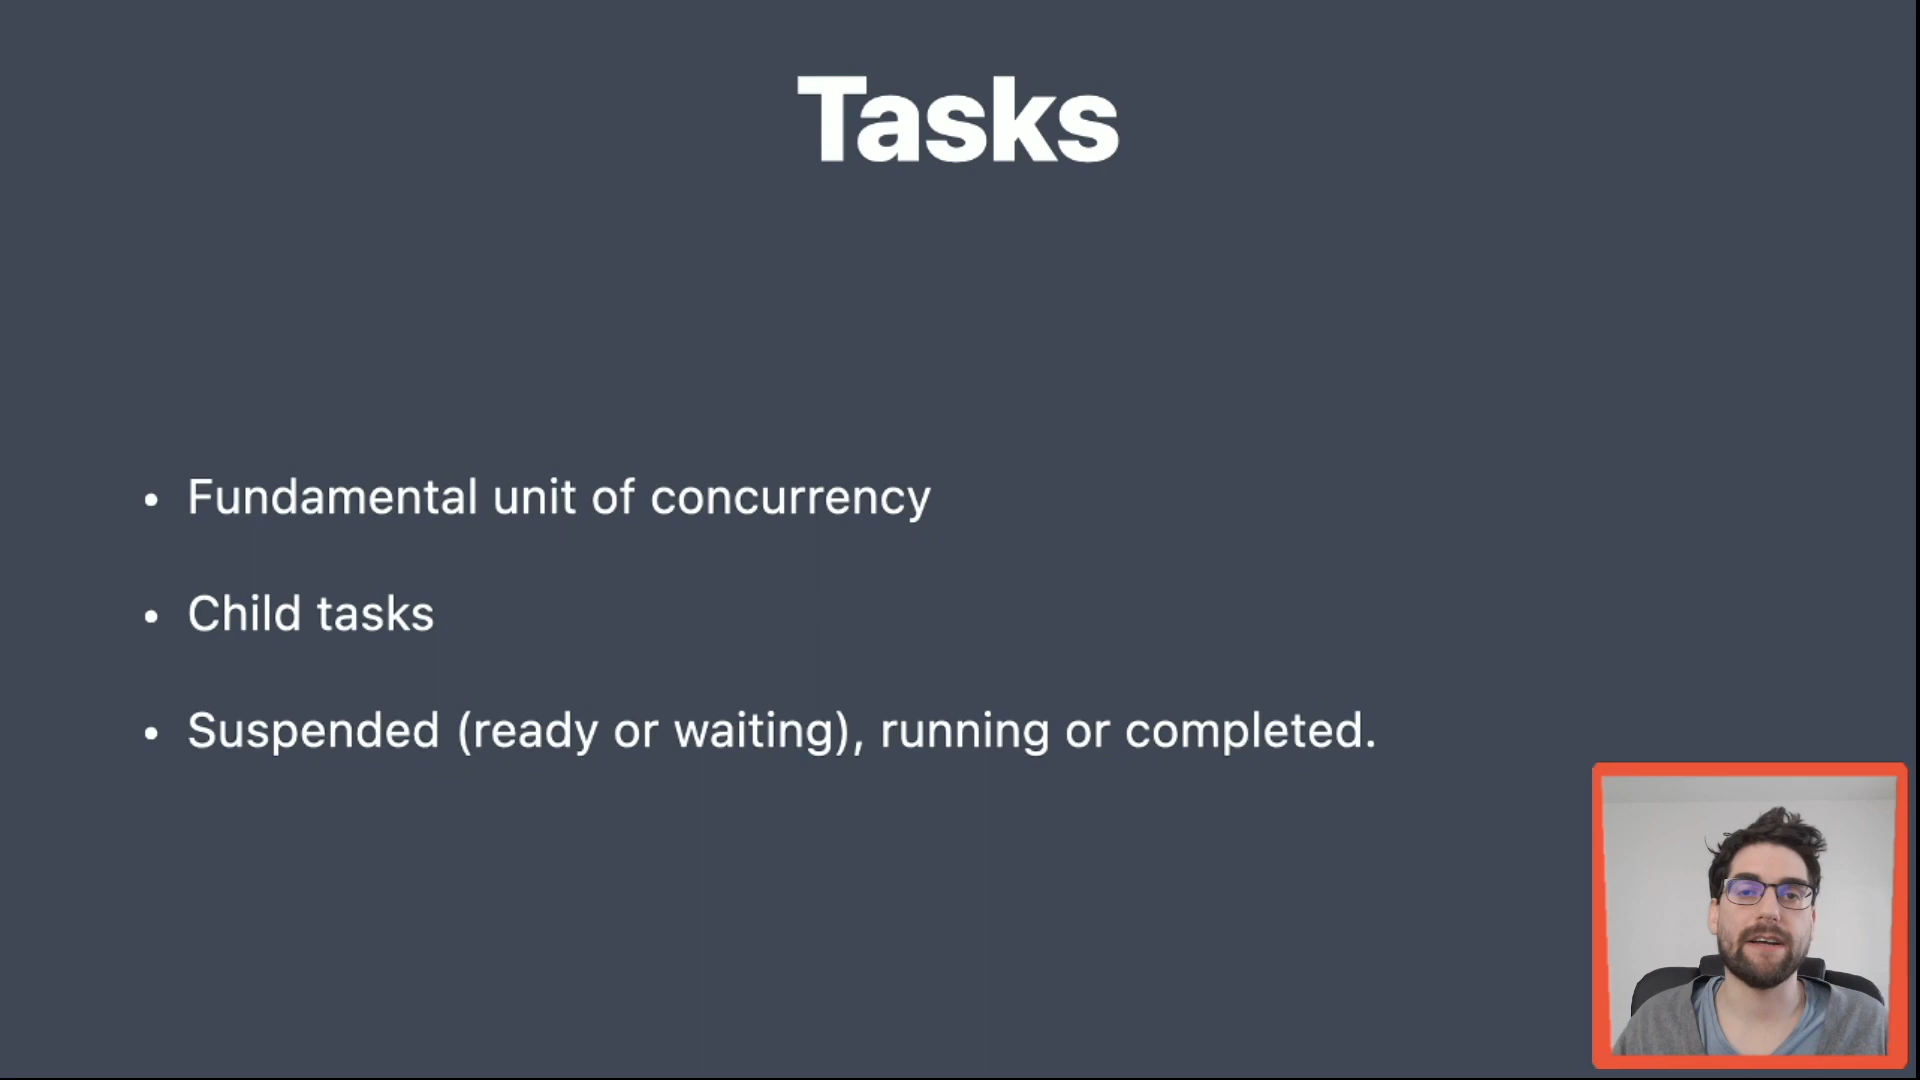 Tasks
• Fundamental unit of concurrency
• Child tasks
• Suspended (ready or waiting), running or completed.